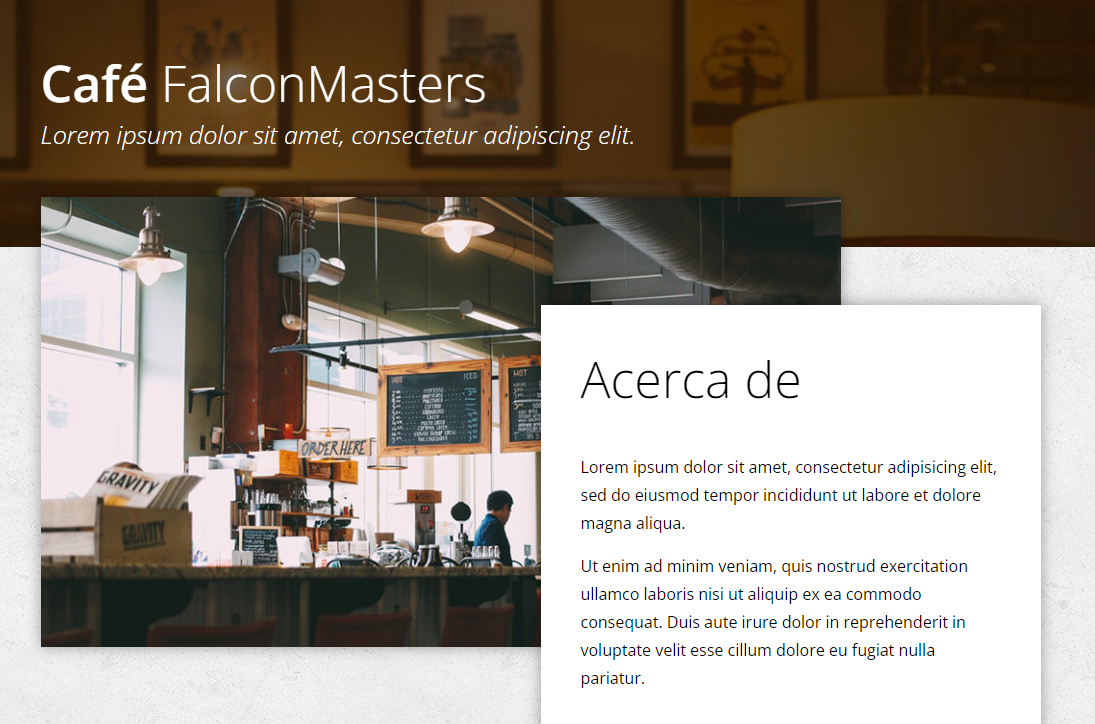 Café FalconMasters
Lorem ipsum dolor sit amet, consectetur adipiscing elit.
HOT ICED
HOT
ORDER HERE
GRAVITY
GRAVITY
Acerca de
Lorem ipsum dolor sit amet, consectetur adipisicing elit,
sed do eiusmod tempor incididunt ut labore et dolore
magna aliqua.
Ut enim ad minim veniam, quis nostrud exercitation
ullamco laboris nisi ut aliquip ex ea commodo
consequat. Duis aute irure dolor in reprehenderit in
voluptate velit esse cillum dolore eu fugiat nulla
pariatur.